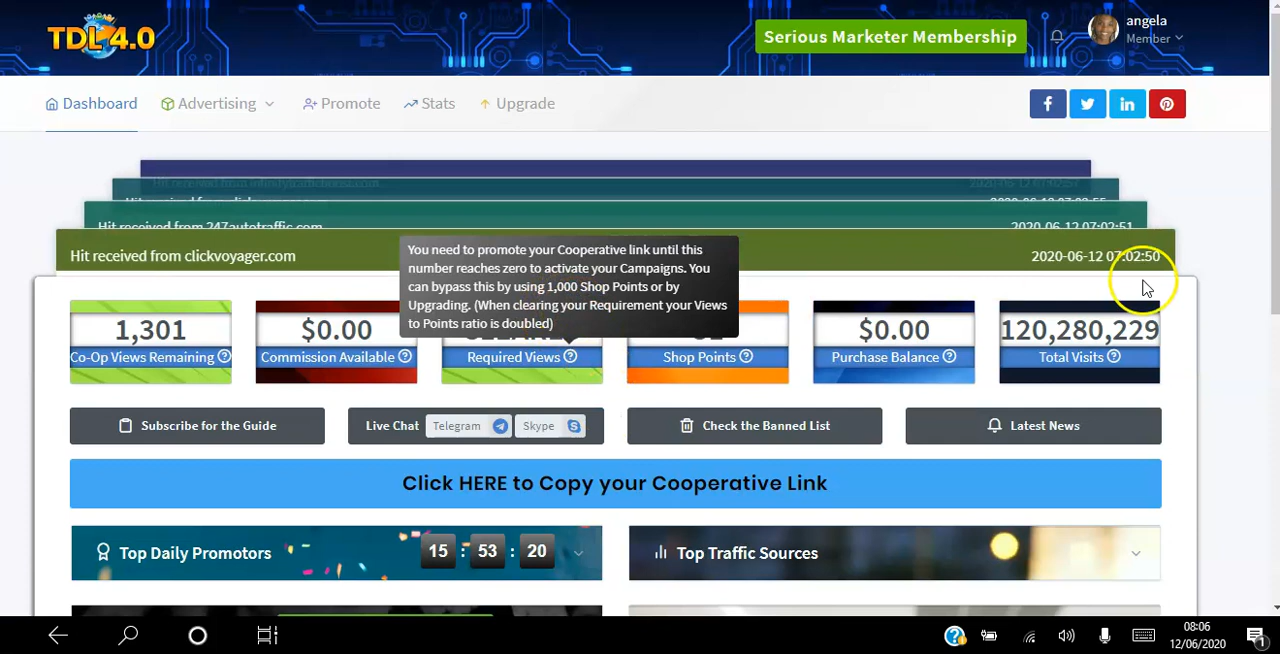 TDL 4.0
Serious Marketer Membership
angela
Member
Dashboard
Advertising
Promote
Stats
Upgrade
2020-06-12 07:02:55
Hit received from 247autotraffic.com
2020-06-12 07:02:51
Hit received from clickvoyager.com
2020-06-12 07:02:50
You need to promote your Cooperative link until this
number reaches zero to activate your Campaigns. You
can bypass this by using 1,000 Shop Points or by
Upgrading. (When clearing your Requirement your Views
to Points ratio is doubled)
1,301
Co-Op Views Remaining
$0.00
Commission Available
Required Views
Shop Points
$0.00
Purchase Balance
120,280,229
Total Visits
Subscribe for the Guide
Live Chat
Telegram
Skype
Check the Banned List
Latest News
Click HERE to Copy your Cooperative Link
Top Daily Promotors
15 : 53 : 20
Top Traffic Sources
08:06
12/06/2020
1